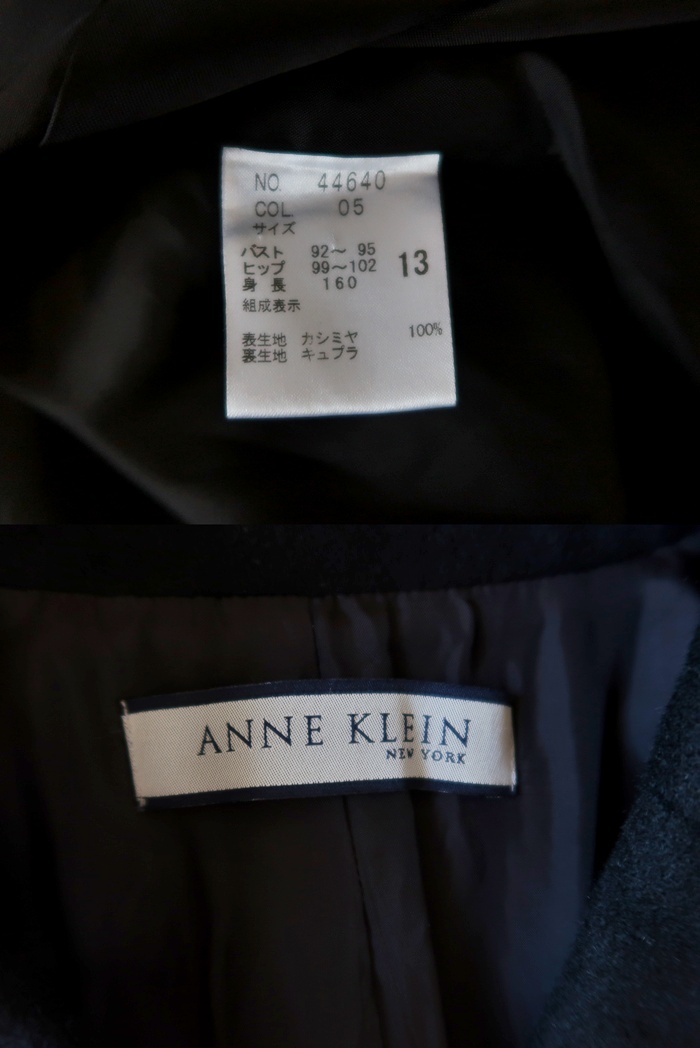 NO. 44640
COL 05
サイズ
バスト 92〜 95
ヒップ 99〜102 13
身 長 160
組成表示
表生地 カシミヤ 100%
裏生地 キュプラ
ANNE KLEIN
NEW YORK